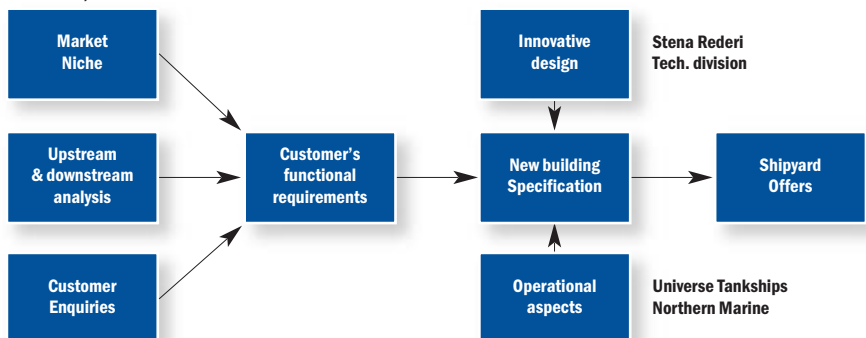 Market
Niche
Innovative
design
Stena Rederi
Tech. division
Upstream
& downstream
analysis
Customer's
functional
requirements
New building
Specification
Shipyard
Offers
Customer
Enquiries
Operational
aspects
Universe Tankships
Northern Marine